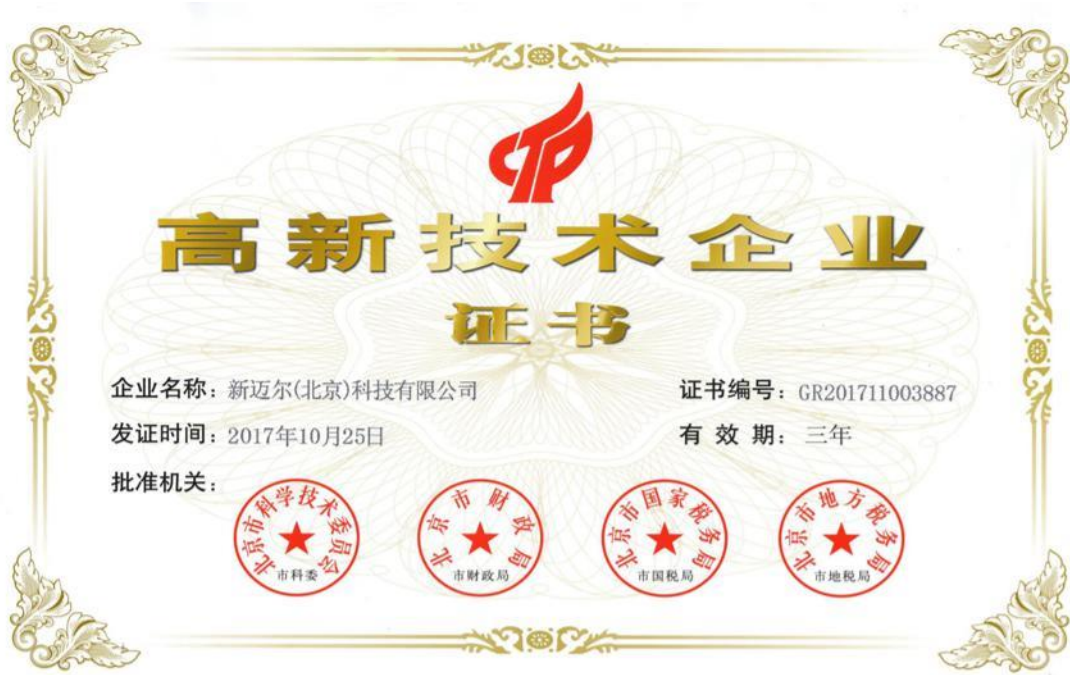 CTP
高新技术企业
证书
企业名称：新迈尔(北京)科技有限公司
证书编号：GR201711003887
发证时间：2017年10月25日
有效期：三年
批准机关：
北京市科学技术委员会
市科委
北京市财政局
市财政局
北京市国家税务局
市国税局
北京市地方税务局
市地税局